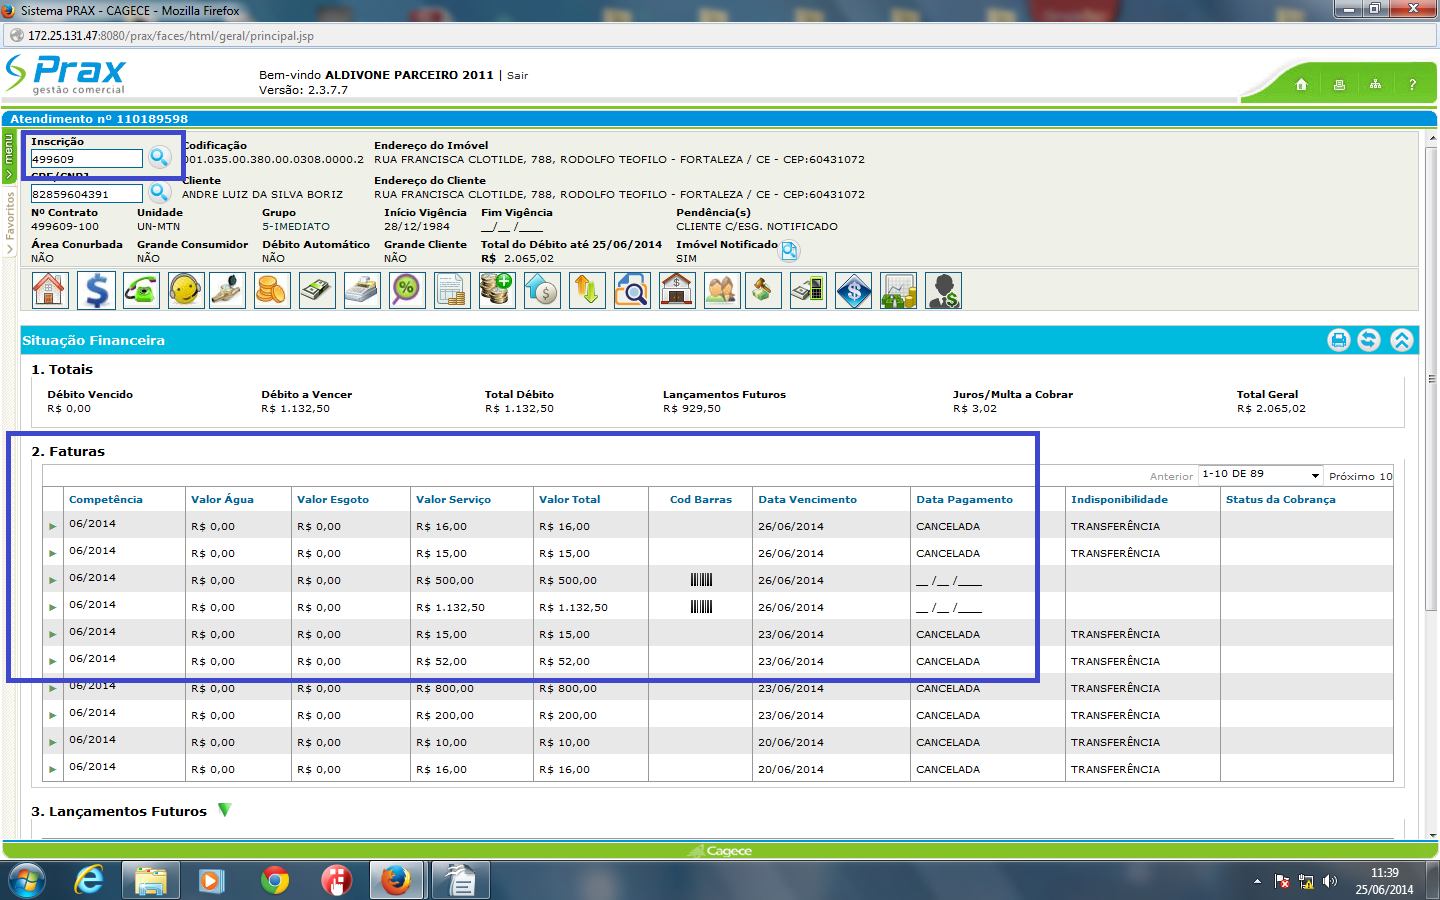 Sistema PRAX - CAGECE - Mozilla Firefox
172.25.131.47:8080/prax/faces/html/geral/principal.jsp
Prax
gestão comercial
Bem-vindo ALDIVONE PARCEIRO 2011 | Sair
Versão: 2.3.7.7
?
Atendimento nº 110189598
menu
Favoritos
Inscrição Codificação Endereço do Imóvel
499609 001.035.00.380.00.0308.0000.2 RUA FRANCISCA CLOTILDE, 788, RODOLFO TEOFILO - FORTALEZA / CE - CEP:60431072
CPF/CNPJ Cliente Endereço do Cliente
82859604391 ANDRE LUIZ DA SILVA BORIZ RUA FRANCISCA CLOTILDE, 788, RODOLFO TEOFILO - FORTALEZA / CE - CEP:60431072
Nº Contrato Unidade Grupo Início Vigência Fim Vigência Pendência(s)
499609-100 UN-MTN 5-IMEDIATO 28/12/1984 __/__ /____ CLIENTE C/ESG. NOTIFICADO
Área Conurbada Grande Consumidor Débito Automático Grande Cliente Total do Débito até 25/06/2014 Imóvel Notificado
NÃO NÃO NÃO NÃO R$ 2.065,02 SIM
Situação Financeira
1. Totais
Débito Vencido Débito a Vencer Total Débito Lançamentos Futuros Juros/Multa a Cobrar Total Geral
R$ 0,00 R$ 1.132,50 R$ 1.132,50 R$ 929,50 R$ 3,02 R$ 2.065,02
2. Faturas
Anterior 1-10 DE 89 Próximo 10
Competência Valor Água Valor Esgoto Valor Serviço Valor Total Cod Barras Data Vencimento Data Pagamento Indisponibilidade Status da Cobrança
06/2014 R$ 0,00 R$ 0,00 R$ 16,00 R$ 16,00 26/06/2014 CANCELADA TRANSFERÊNCIA
06/2014 R$ 0,00 R$ 0,00 R$ 15,00 R$ 15,00 26/06/2014 CANCELADA TRANSFERÊNCIA
06/2014 R$ 0,00 R$ 0,00 R$ 500,00 R$ 500,00 26/06/2014 __ /__ /____
06/2014 R$ 0,00 R$ 0,00 R$ 1.132,50 R$ 1.132,50 26/06/2014 __ /__ /____
06/2014 R$ 0,00 R$ 0,00 R$ 15,00 R$ 15,00 23/06/2014 CANCELADA TRANSFERÊNCIA
06/2014 R$ 0,00 R$ 0,00 R$ 52,00 R$ 52,00 23/06/2014 CANCELADA TRANSFERÊNCIA
06/2014 R$ 0,00 R$ 0,00 R$ 800,00 R$ 800,00 23/06/2014 CANCELADA TRANSFERÊNCIA
06/2014 R$ 0,00 R$ 0,00 R$ 200,00 R$ 200,00 23/06/2014 CANCELADA TRANSFERÊNCIA
06/2014 R$ 0,00 R$ 0,00 R$ 10,00 R$ 10,00 20/06/2014 CANCELADA TRANSFERÊNCIA
06/2014 R$ 0,00 R$ 0,00 R$ 16,00 R$ 16,00 20/06/2014 CANCELADA TRANSFERÊNCIA
3. Lançamentos Futuros
Cagece
11:39
25/06/2014